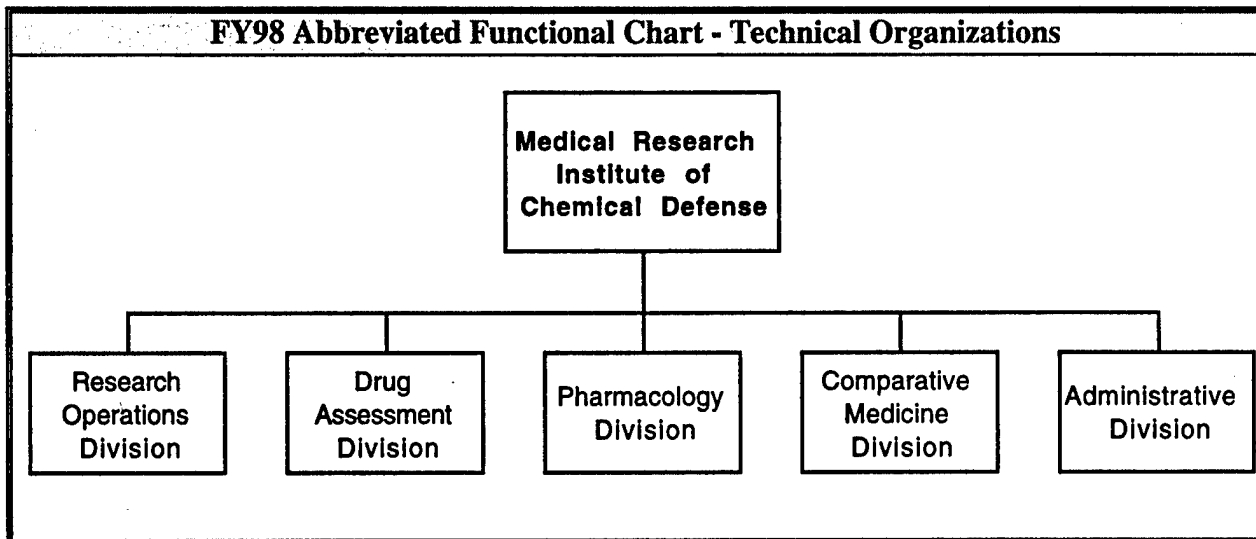 FY98 Abbreviated Functional Chart - Technical Organizations
Medical Research
Institute of
Chemical Defense
Research
Operations
Division
Drug
Assessment
Division
Pharmacology
Division
Comparative
Medicine
Division
Administrative
Division